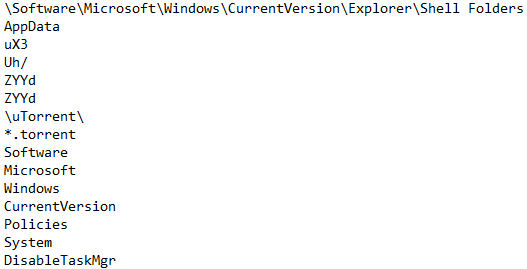 \Software\Microsoft\Windows\CurrentVersion\Explorer\Shell Folders
AppData
uX3
Uh/
ZYYd
ZYYd
\uTorrent\
*.torrent
Software
Microsoft
Windows
CurrentVersion
Policies
System
DisableTaskMgr